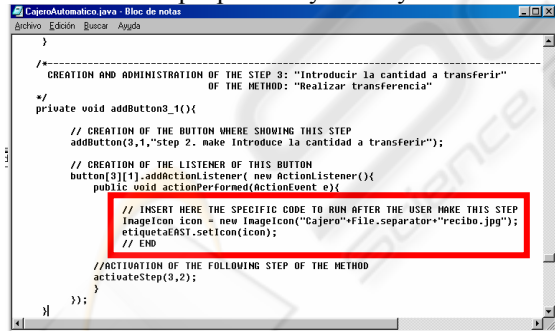 CajeroAutomatico.java - Bloc de notas
Archivo Edición Buscar Ayuda
}
/*------------------------------------------------------------
CREATION AND ADMINISTRATION OF THE STEP 3: "Introducir la cantidad a transferir"
OF THE METHOD: "Realizar transferencia"
*/
private void addButton3_1(){
// CREATION OF THE BUTTON WHERE SHOWING THIS STEP
addButton(3,1,"step 2. make Introduce la cantidad a transferir");
// CREATION OF THE LISTENER OF THIS BUTTON
button[3][1].addActionListener( new ActionListener(){
public void actionPerformed(ActionEvent e){
// INSERT HERE THE SPECIFIC CODE TO RUN AFTER THE USER MAKE THIS STEP
ImageIcon icon = new ImageIcon("Cajero"+File.separator+"recibo.jpg");
etiquetaEAST.setIcon(icon);
// END
//ACTIVATION OF THE FOLLOWING STEP OF THE METHOD
activateStep(3,2);
}
});
}